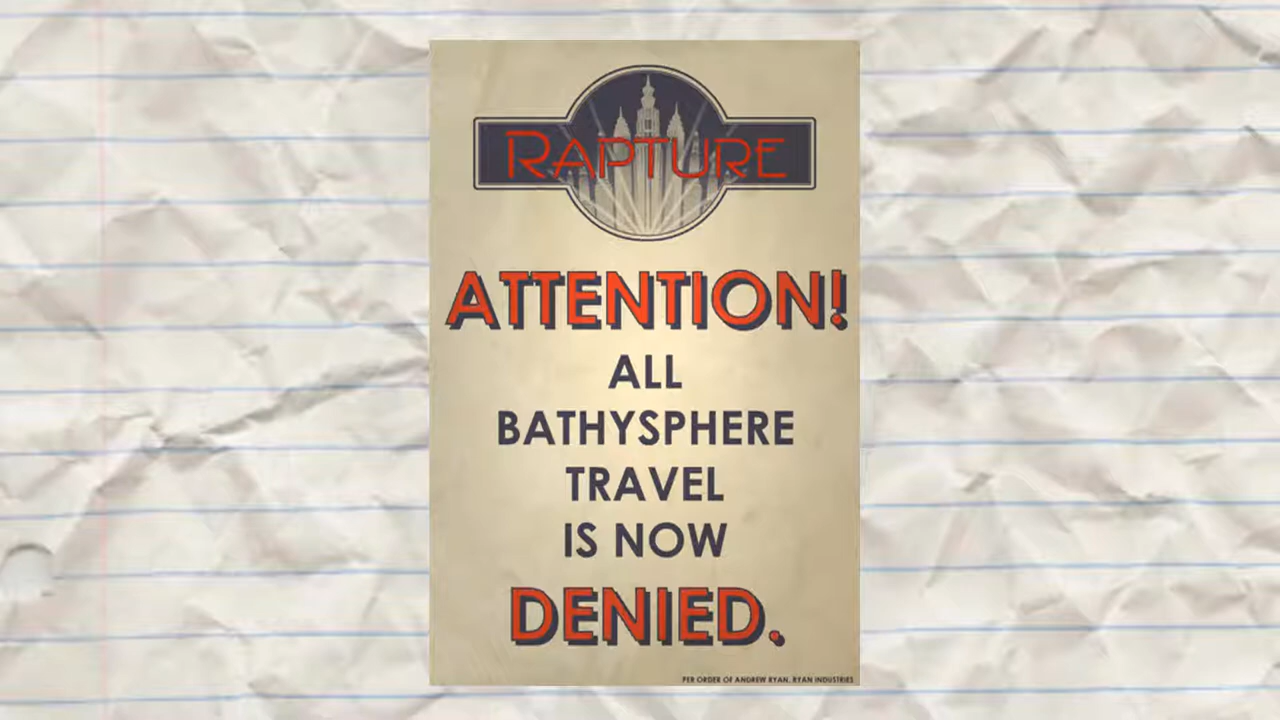 RAPTURE
ATTENTION!
ALL
BATHYSPHERE
TRAVEL
IS NOW
DENIED.
PER ORDER OF ANDREW RYAN, RYAN INDUSTRIES